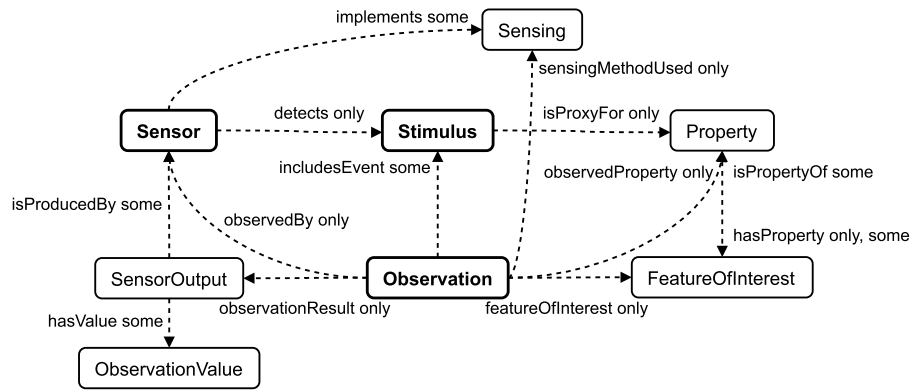 implements some
Sensing
sensingMethodUsed only
Sensor
detects only
Stimulus
isProxyFor only
Property
includesEvent some
observedProperty only
isPropertyOf some
isProducedBy some
observedBy only
hasProperty only, some
SensorOutput
Observation
FeatureOfInterest
observationResult only
featureOfInterest only
hasValue some
ObservationValue